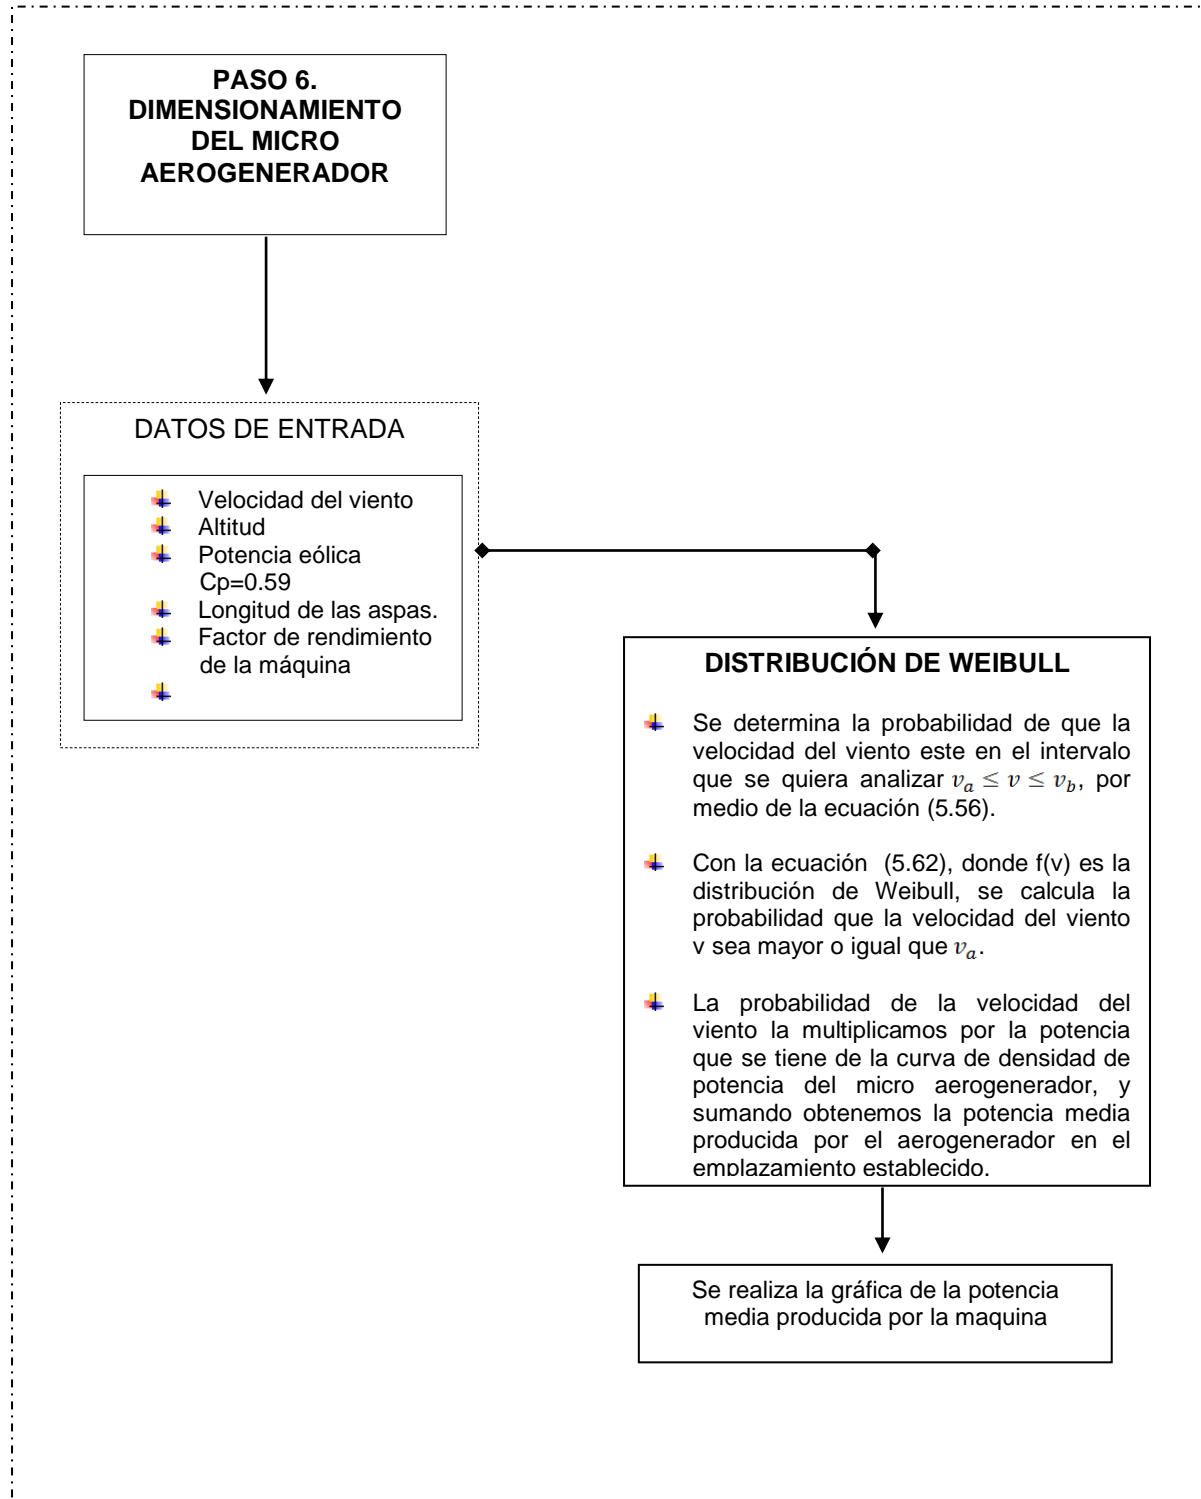 PASO 6.
DIMENSIONAMIENTO
DEL MICRO
AEROGENERADOR
DATOS DE ENTRADA
Velocidad del viento
Altitud
Potencia eólica
Cp=0.59
Longitud de las aspas.
Factor de rendimiento
de la máquina
DISTRIBUCIÓN DE WEIBULL
Se determina la probabilidad de que la
velocidad del viento este en el intervalo
que se quiera analizar v_a ≤ v ≤ v_b, por
medio de la ecuación (5.56).
Con la ecuación (5.62), donde f(v) es la
distribución de Weibull, se calcula la
probabilidad que la velocidad del viento
v sea mayor o igual que v_a.
La probabilidad de la velocidad del
viento la multiplicamos por la potencia
que se tiene de la curva de densidad de
potencia del micro aerogenerador, y
sumando obtenemos la potencia media
producida por el aerogenerador en el
emplazamiento establecido.
Se realiza la gráfica de la potencia
media producida por la maquina